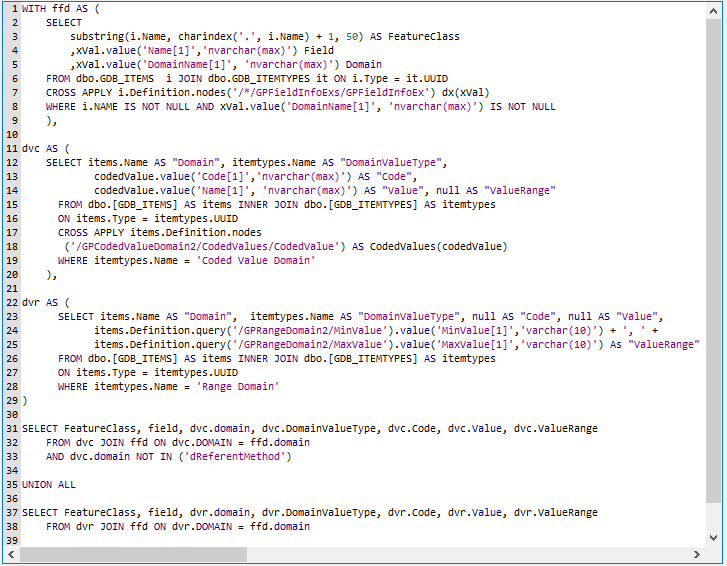 1 WITH ffd AS (
2 SELECT
3 substring(i.Name, charindex('.', i.Name) + 1, 50) AS FeatureClass
4 ,xVal.value('Name[1]','nvarchar(max)') Field
5 ,xVal.value('DomainName[1]', 'nvarchar(max)') Domain
6 FROM dbo.GDB_ITEMS i JOIN dbo.GDB_ITEMTYPES it ON i.Type = it.UUID
7 CROSS APPLY i.Definition.nodes('/*/GPFieldInfoExs/GPFieldInfoEx') dx(xVal)
8 WHERE i.NAME IS NOT NULL AND xVal.value('DomainName[1]', 'nvarchar(max)') IS NOT NULL
9 ),
10
11 dvc AS (
12 SELECT items.Name AS "Domain", itemtypes.Name AS "DomainValueType",
13 codedValue.value('Code[1]','nvarchar(max)') AS "Code",
14 codedValue.value('Name[1]', 'nvarchar(max)') AS "Value", null AS "ValueRange"
15 FROM dbo.[GDB_ITEMS] AS items INNER JOIN dbo.[GDB_ITEMTYPES] AS itemtypes
16 ON items.Type = itemtypes.UUID
17 CROSS APPLY items.Definition.nodes
18 ('/GPCodedValueDomain2/CodedValues/CodedValue') AS CodedValues(codedValue)
19 WHERE itemtypes.Name = 'Coded Value Domain'
20 ),
21
22 dvr AS (
23 SELECT items.Name AS "Domain", itemtypes.Name AS "DomainValueType", null AS "Code", null AS "Value",
24 items.Definition.query('/GPRangeDomain2/MinValue').value('MinValue[1]','varchar(10)') + ', ' +
25 items.Definition.query('/GPRangeDomain2/MaxValue').value('MaxValue[1]','varchar(10)') As "ValueRange"
26 FROM dbo.[GDB_ITEMS] AS items INNER JOIN dbo.[GDB_ITEMTYPES] AS itemtypes
27 ON items.Type = itemtypes.UUID
28 WHERE itemtypes.Name = 'Range Domain'
29 )
30
31 SELECT FeatureClass, field, dvc.domain, dvc.DomainValueType, dvc.Code, dvc.Value, dvc.ValueRange
32 FROM dvc JOIN ffd ON dvc.DOMAIN = ffd.domain
33 AND dvc.domain NOT IN ('dReferentMethod')
34
35 UNION ALL
36
37 SELECT FeatureClass, field, dvr.domain, dvr.DomainValueType, dvr.Code, dvr.Value, dvr.ValueRange
38 FROM dvr JOIN ffd ON dvr.DOMAIN = ffd.domain
39